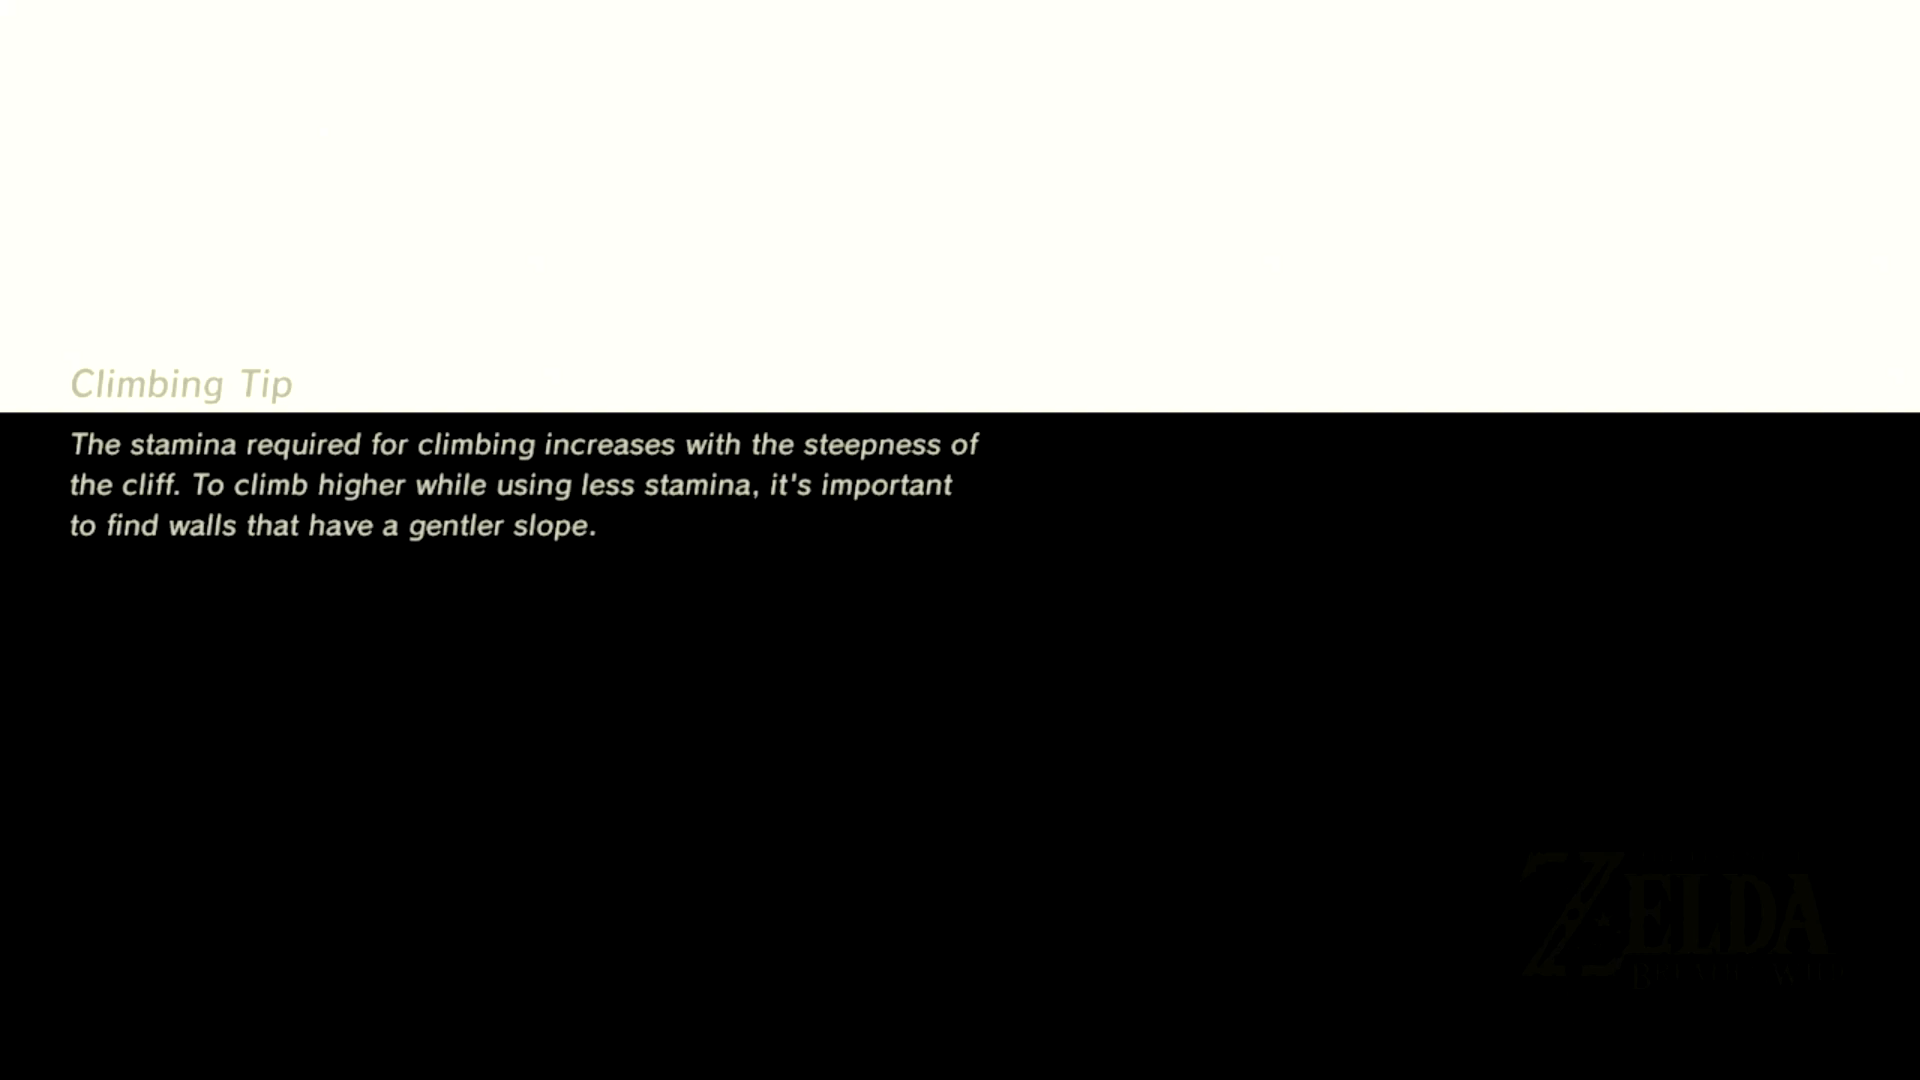 Climbing Tip
The stamina required for climbing increases with the steepness of
the cliff. To climb higher while using less stamina, it's important
to find walls that have a gentler slope.
ZELDA